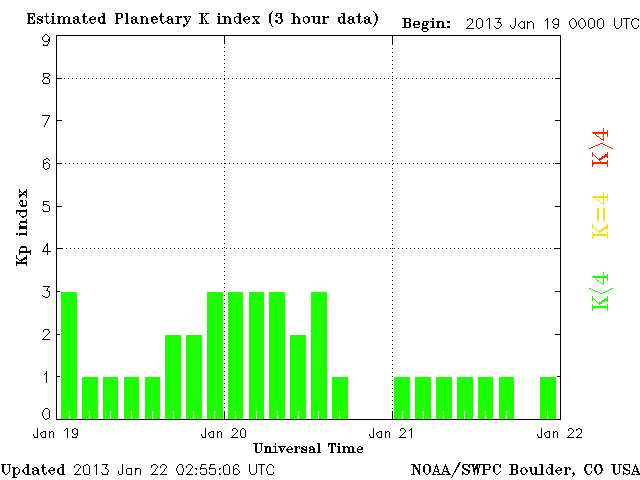 Estimated Planetary K index (3 hour data) Begin: 2013 Jan 19 0000 UTC
9
8
7
6
5
4
3
2
1
0
Kp index
K>4
K=4
K<4
Jan 19 Jan 20 Jan 21 Jan 22
Universal Time
Updated 2013 Jan 22 02:55:06 UTC NOAA/SWPC Boulder, CO USA